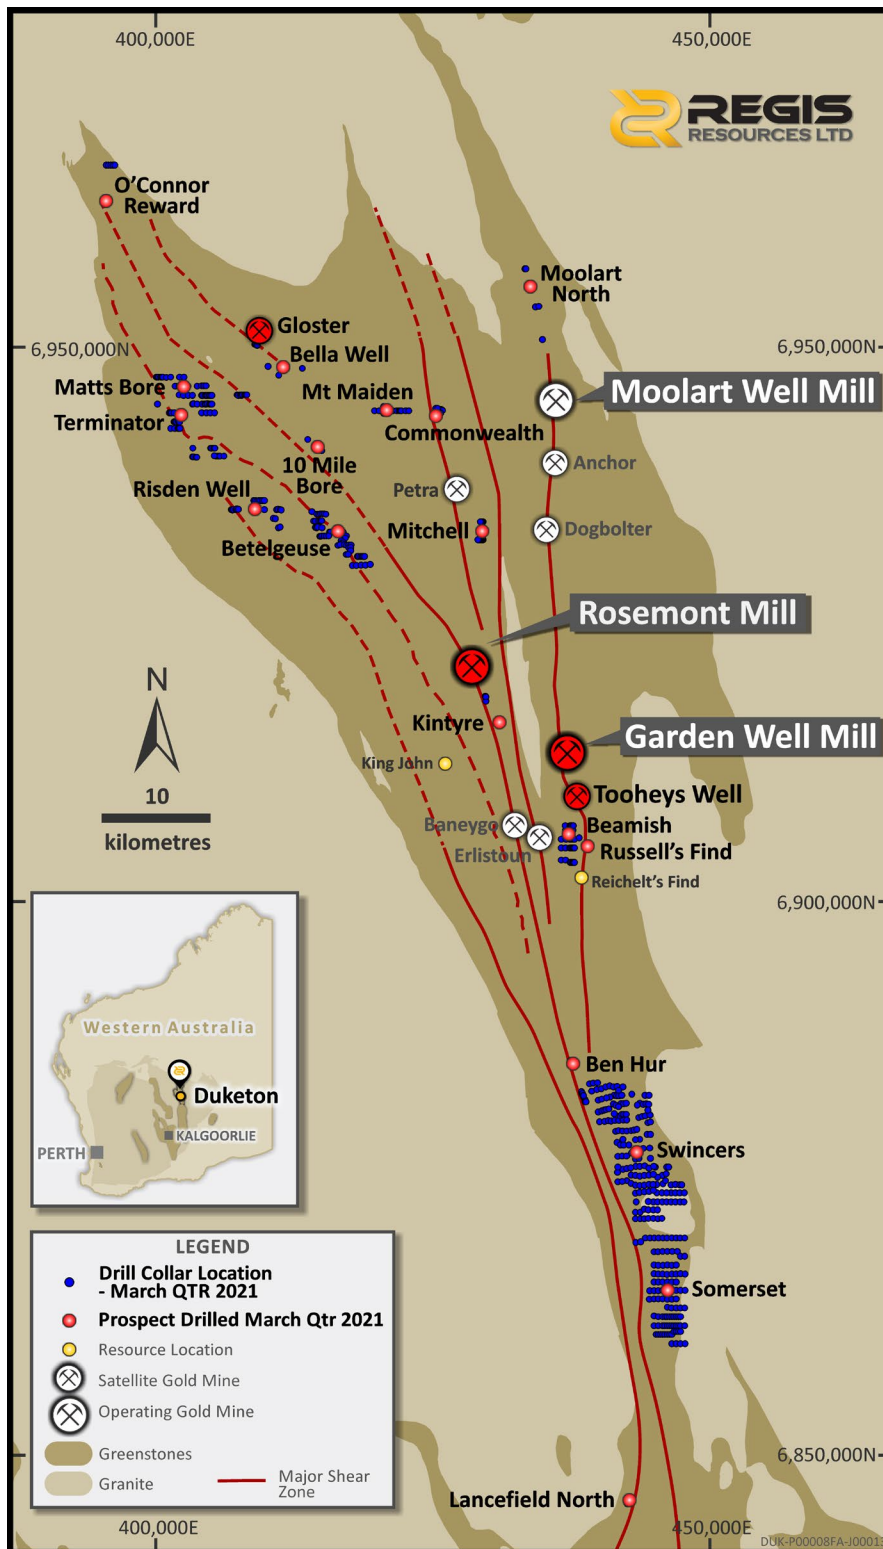 400,000E
450,000E
REGIS
RESOURCES LTD
O'Connor
Reward
Moolart
North
Gloster
6,950,000N
6,950,000N
Bella Well
Matts Bore
Mt Maiden
Moolart Well Mill
Terminator
Commonwealth
10 Mile
Bore
Anchor
Risden Well
Petra
Mitchell
Dogbolter
Betelgeuse
Rosemont Mill
N
Kintyre
Garden Well Mill
King John
10
kilometres
Tooheys Well
Baneygo
Beamish
Erlistoun
Russell's Find
Reichelt's Find
6,900,000N
Western Australia
Duketon
KALGOORLIE
PERTH
Ben Hur
Swincers
Somerset
LEGEND
Drill Collar Location
- March QTR 2021
Prospect Drilled March Qtr 2021
Resource Location
Satellite Gold Mine
Operating Gold Mine
Greenstones
Granite
Major Shear
Zone
6,850,000N
Lancefield North
400,000E
450,000E